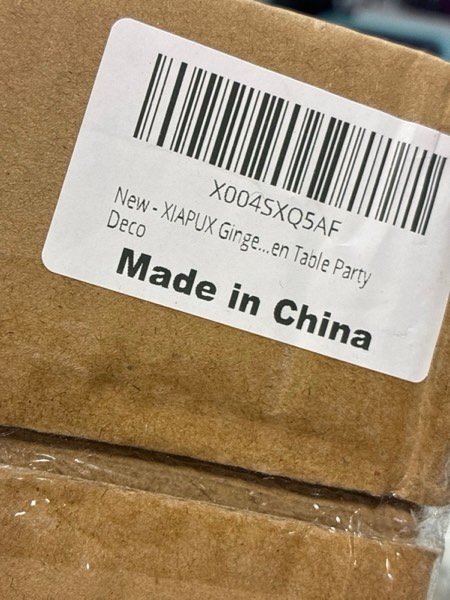 X004SXQ5AF
New - XIAPUX Ginge...en Table Party
Deco
Made in China